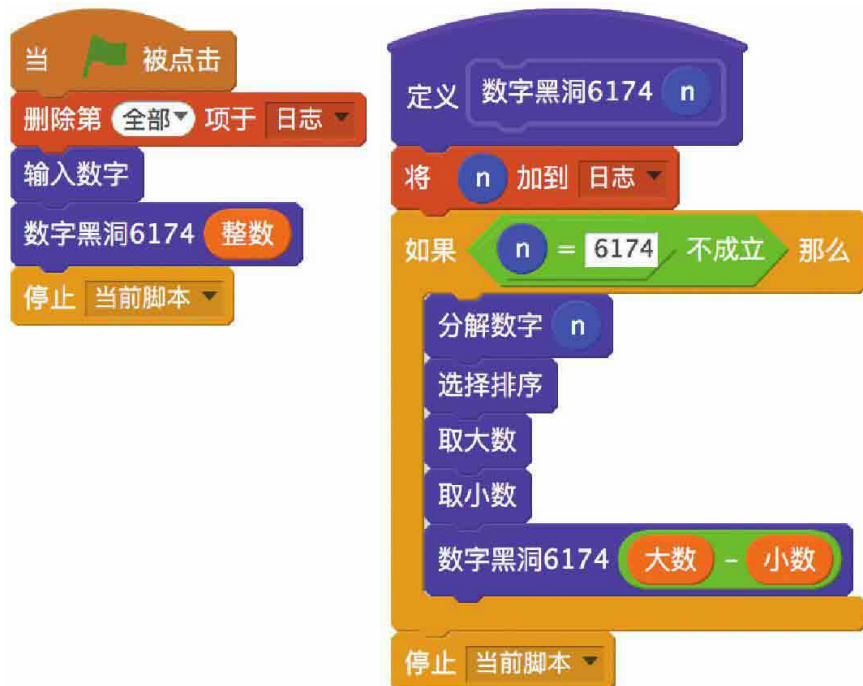 当 被点击
删除第 全部 项于 日志
输入数字
数字黑洞6174 整数
停止 当前脚本
定义 数字黑洞6174 n
将 n 加到 日志
如果 n = 6174 不成立 那么
分解数字 n
选择排序
取大数
取小数
数字黑洞6174 大数 - 小数
停止 当前脚本